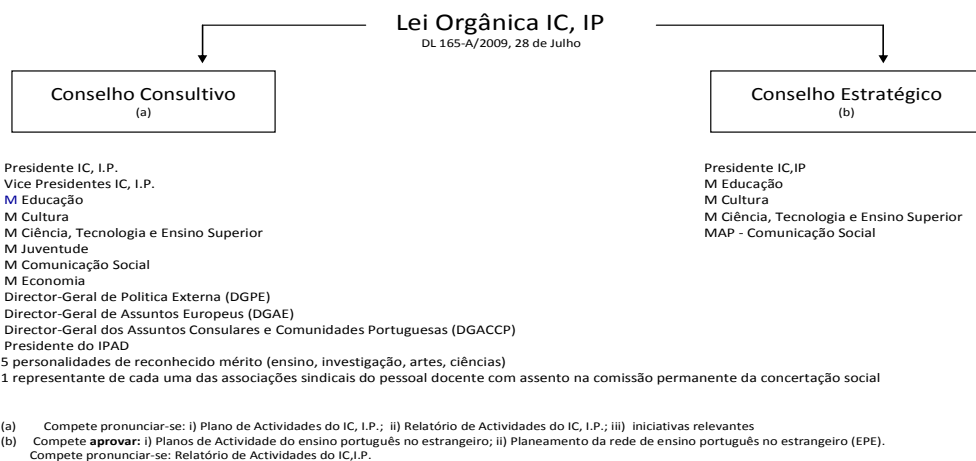 Lei Orgânica IC, IP
DL 165-A/2009, 28 de Julho
Conselho Consultivo
(a)
Presidente IC, I.P.
Vice Presidentes IC, I.P.
M Educação
M Cultura
M Ciência, Tecnologia e Ensino Superior
M Juventude
M Comunicação Social
M Economia
Director-Geral de Politica Externa (DGPE)
Director-Geral de Assuntos Europeus (DGAE)
Director-Geral dos Assuntos Consulares e Comunidades Portuguesas (DGACCP)
Presidente do IPAD
5 personalidades de reconhecido mérito (ensino, investigação, artes, ciências)
1 representante de cada uma das associações sindicais do pessoal docente com assento na comissão permanente da concertação social
Conselho Estratégico
(b)
Presidente IC,IP
M Educação
M Cultura
M Ciência, Tecnologia e Ensino Superior
MAP - Comunicação Social
(a) Compete pronunciar-se: i) Plano de Actividades do IC, I.P.; ii) Relatório de Actividades do IC, I.P.; iii) iniciativas relevantes
(b) Compete aprovar: i) Planos de Actividade do ensino português no estrangeiro; ii) Planeamento da rede de ensino português no estrangeiro (EPE).
Compete pronunciar-se: Relatório de Actividades do IC,I.P.